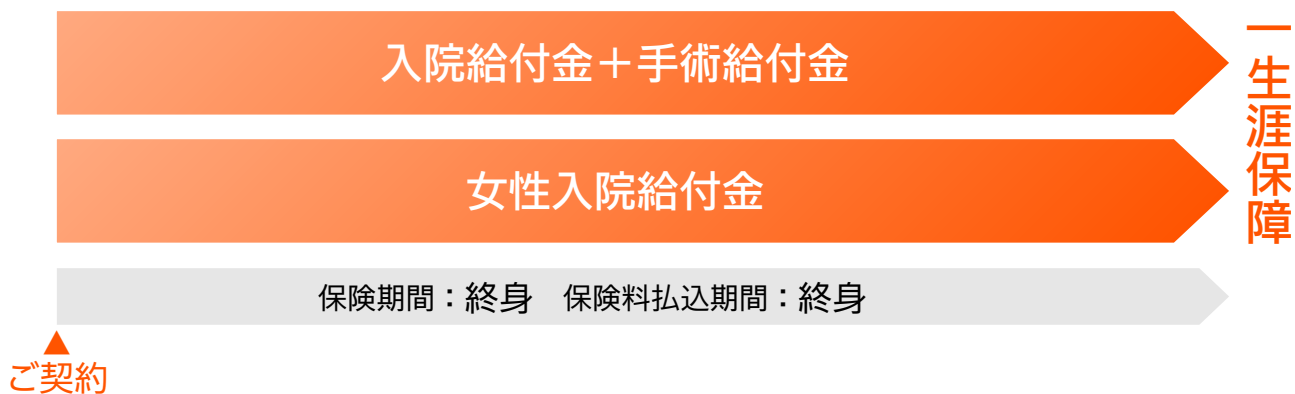 入院給付金＋手術給付金
女性入院給付金
一生涯保障
保険期間：終身　保険料払込期間：終身
ご契約